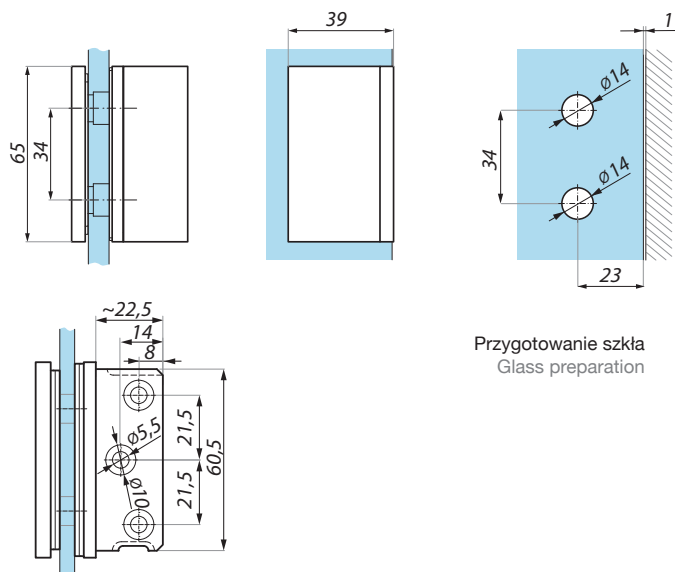 39
1
65
34
34
ø14
ø14
23
~22,5
14
8
ø5,5
ø10
21,5
21,5
60,5
Przygotowanie szkła
Glass preparation